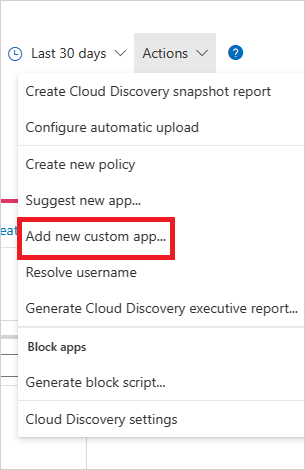 Last 30 days Actions ?
Create Cloud Discovery snapshot report
Configure automatic upload
Create new policy
Suggest new app...
Add new custom app...
Resolve username
Generate Cloud Discovery executive report...
Block apps
Generate block script...
Cloud Discovery settings